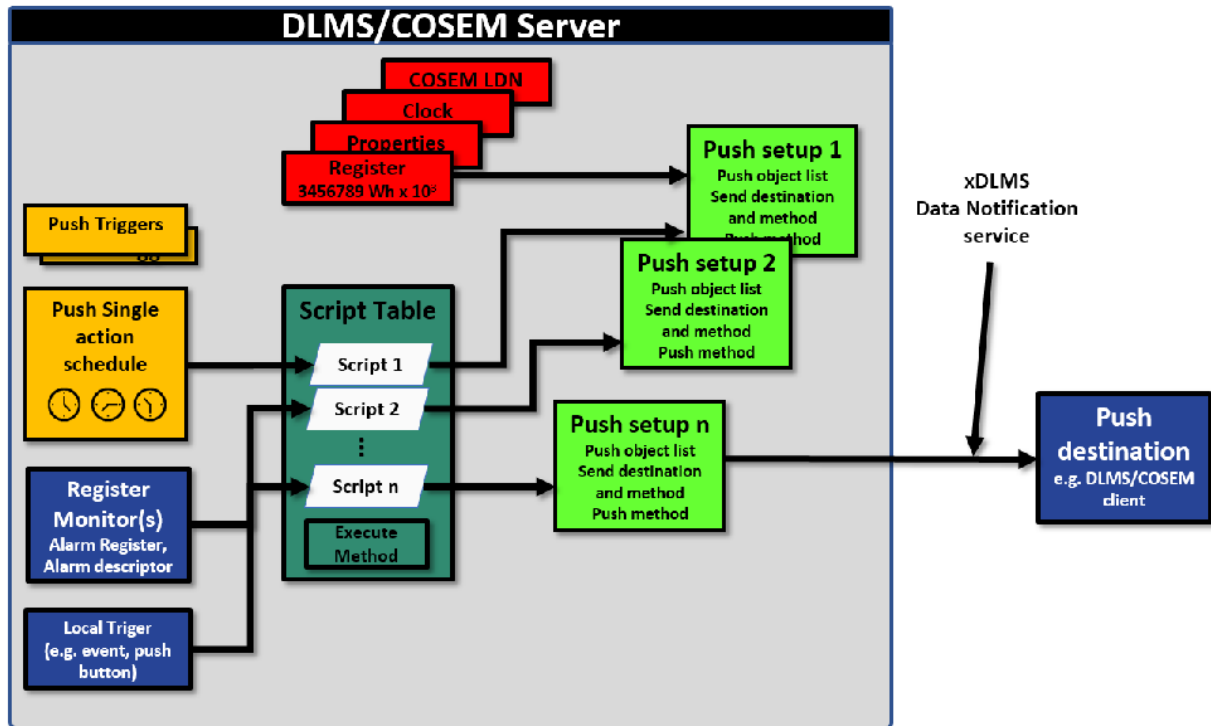 DLMS/COSEM Server
COSEM LDN
Clock
Properties
Register
3456789 Wh x 10³
Push setup 1
Push object list
Send destination
and method
Push method
Push setup 2
Push object list
Send destination
and method
Push method
xDLMS
Data Notification
service
Push Triggers
Push Single
action
schedule
Script Table
Script 1
Script 2
⋮
Script n
Execute
Method
Push setup n
Push object list
Send destination
and method
Push method
Push
destination
e.g. DLMS/COSEM
client
Register
Monitor(s)
Alarm Register,
Alarm descriptor
Local Triger
(e.g. event, push
button)